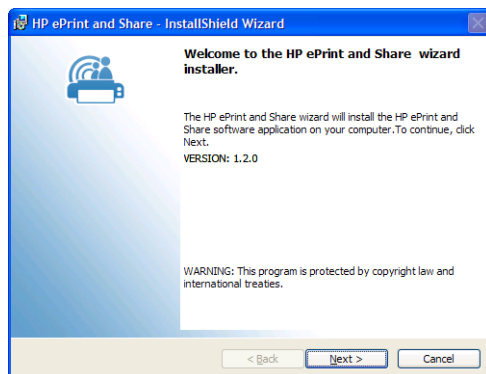 HP ePrint and Share - InstallShield Wizard
Welcome to the HP ePrint and Share  wizard
installer.
The HP ePrint and Share wizard will install the HP ePrint and
Share software application on your computer.To continue, click
Next.
VERSION: 1.2.0
WARNING: This program is protected by copyright law and
international treaties.
< Back
Next >
Cancel